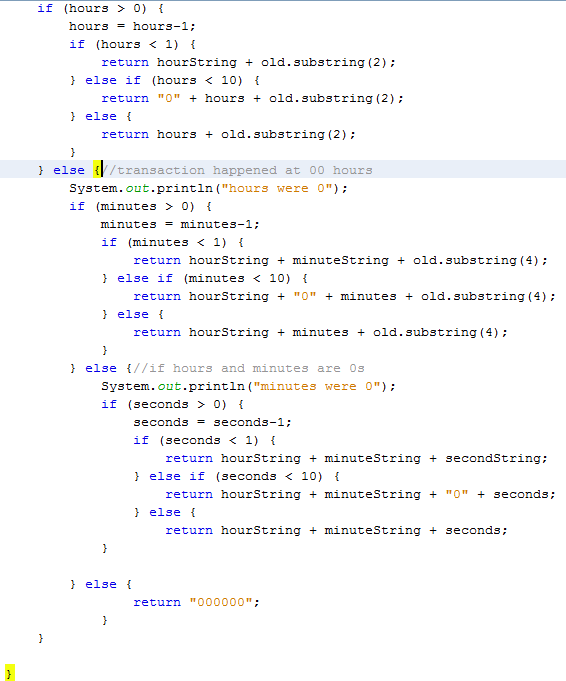 if (hours > 0) {
hours = hours-1;
if (hours < 1) {
return hourString + old.substring(2);
} else if (hours < 10) {
return "0" + hours + old.substring(2);
} else {
return hours + old.substring(2);
}
} else {//transaction happened at 00 hours
System.out.println("hours were 0");
if (minutes > 0) {
minutes = minutes-1;
if (minutes < 1) {
return hourString + minuteString + old.substring(4);
} else if (minutes < 10) {
return hourString + "0" + minutes + old.substring(4);
} else {
return hourString + minutes + old.substring(4);
}
} else {//if hours and minutes are 0s
System.out.println("minutes were 0");
if (seconds > 0) {
seconds = seconds-1;
if (seconds < 1) {
return hourString + minuteString + secondString;
} else if (seconds < 10) {
return hourString + minuteString + "0" + seconds;
} else {
return hourString + minuteString + seconds;
}
} else {
return "000000";
}
}
}